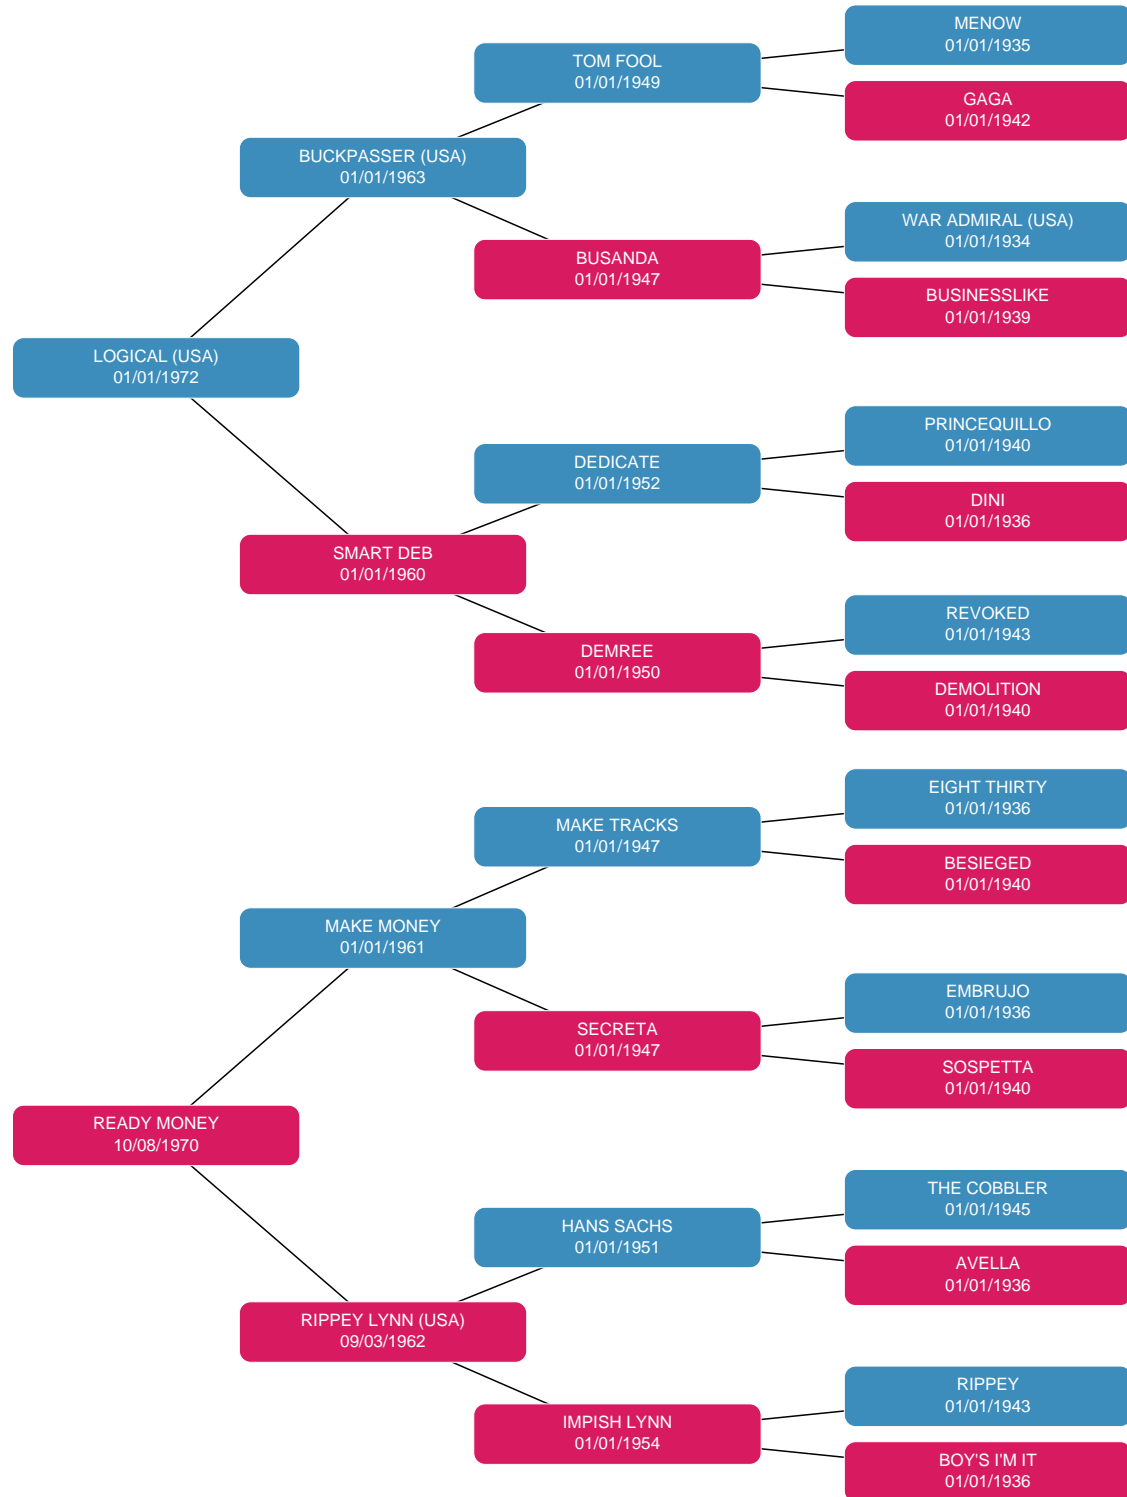 MENOW
01/01/1935
TOM FOOL
01/01/1949
GAGA
01/01/1942
BUCKPASSER (USA)
01/01/1963
WAR ADMIRAL (USA)
01/01/1934
BUSANDA
01/01/1947
BUSINESSLIKE
01/01/1939
LOGICAL (USA)
01/01/1972
PRINCEQUILLO
01/01/1940
DEDICATE
01/01/1952
DINI
01/01/1936
SMART DEB
01/01/1960
REVOKED
01/01/1943
DEMREE
01/01/1950
DEMOLITION
01/01/1940
EIGHT THIRTY
01/01/1936
MAKE TRACKS
01/01/1947
BESIEGED
01/01/1940
MAKE MONEY
01/01/1961
EMBRUJO
01/01/1936
SECRETA
01/01/1947
SOSPETTA
01/01/1940
READY MONEY
10/08/1970
THE COBBLER
01/01/1945
HANS SACHS
01/01/1951
AVELLA
01/01/1936
RIPPEY LYNN (USA)
09/03/1962
RIPPEY
01/01/1943
IMPISH LYNN
01/01/1954
BOY'S I'M IT
01/01/1936